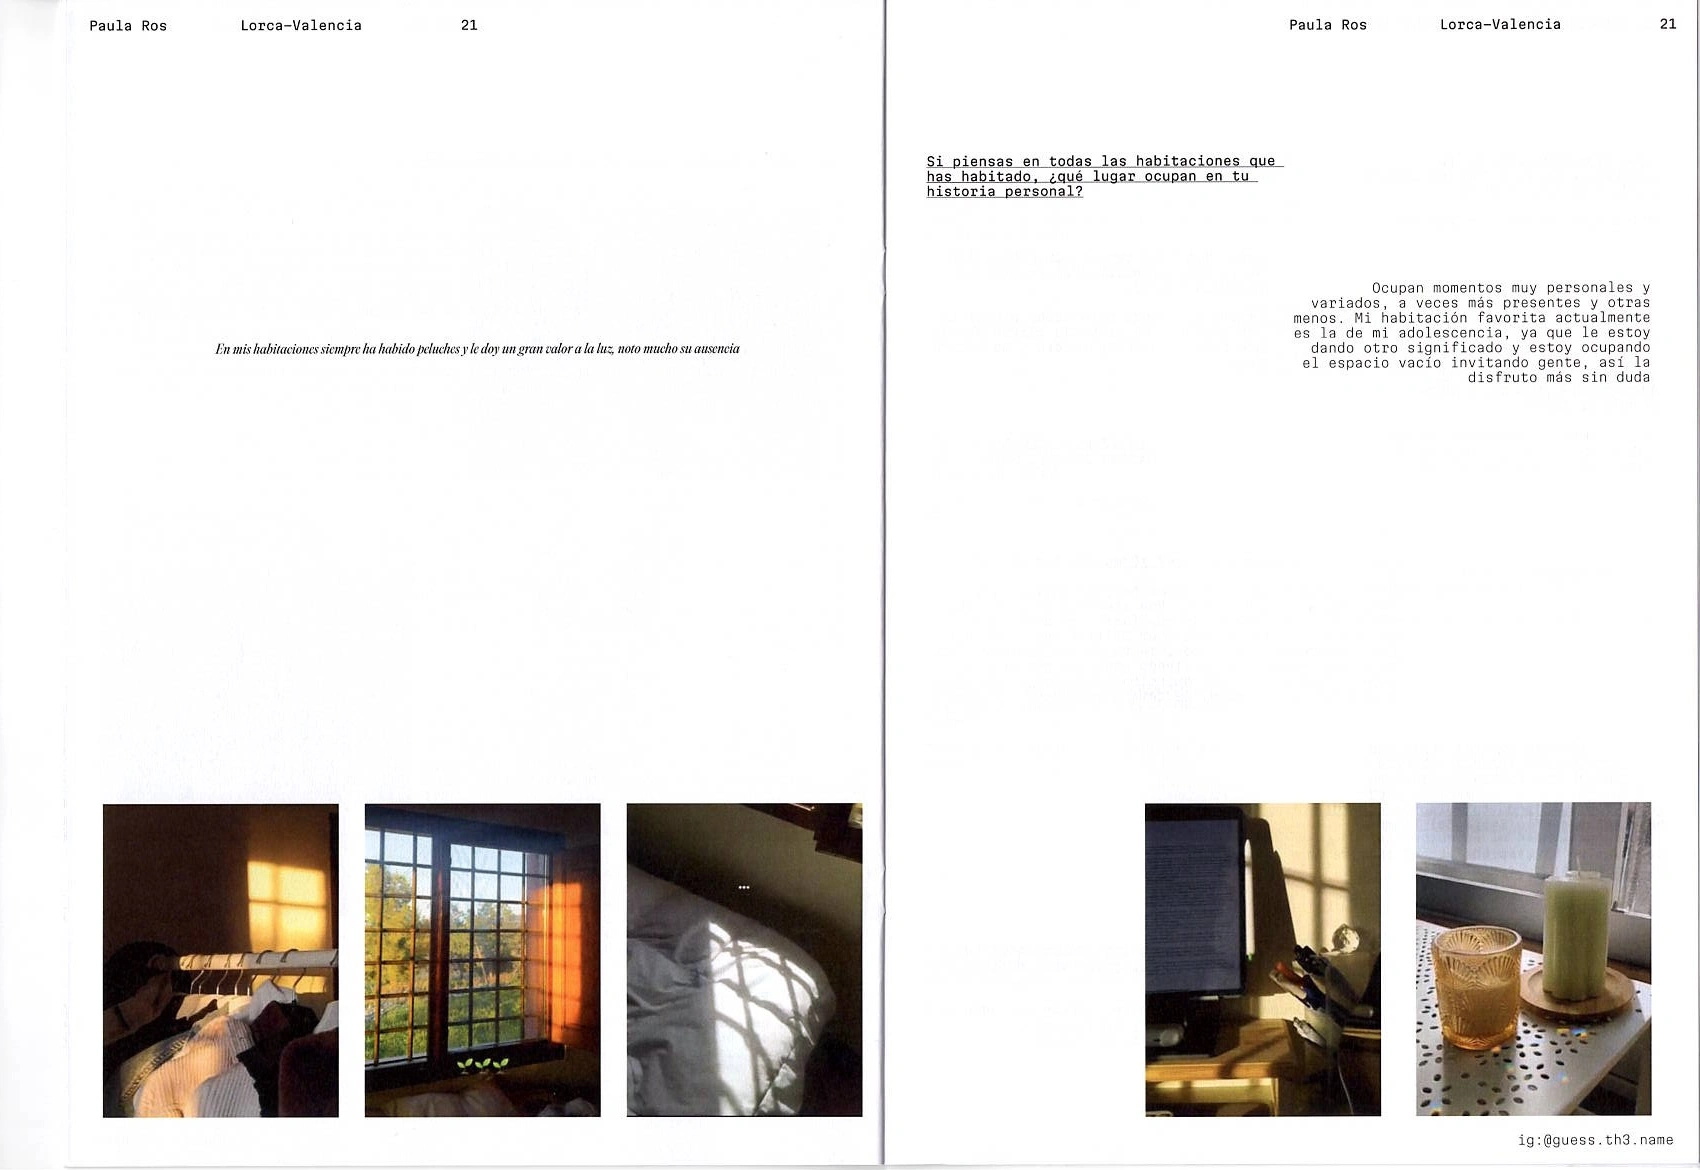 Paula Ros Lorca-Valencia 21
En mis habitaciones siempre ha habido peluches y le doy un gran valor a la luz, noto mucho su ausencia
Paula Ros Lorca-Valencia 21
Si piensas en todas las habitaciones que
has habitado, ¿qué lugar ocupan en tu
historia personal?
Ocupan momentos muy personales y
variados, a veces más presentes y otras
menos. Mi habitación favorita actualmente
es la de mi adolescencia, ya que le estoy
dando otro significado y estoy ocupando
el espacio vacío invitando gente, así la
disfruto más sin duda
ig:@guess.th3.name